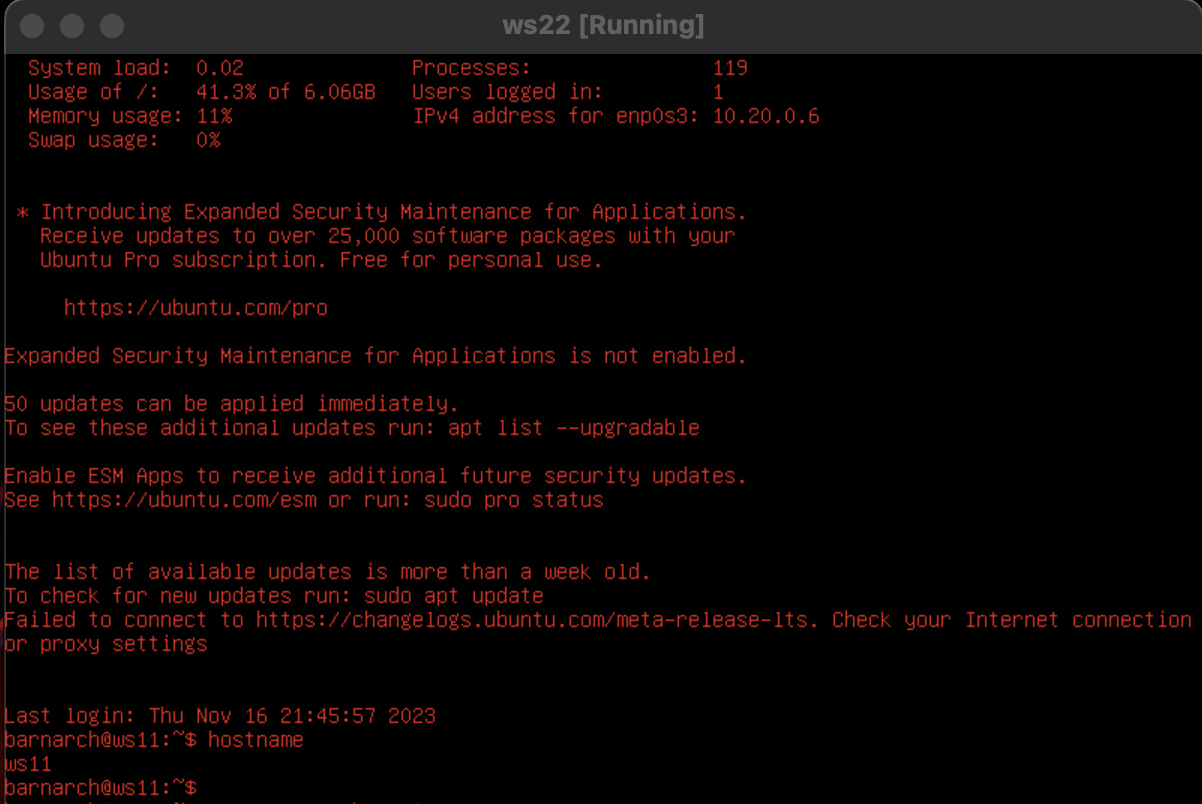 ws22 [Running]
System load: 0.02 Processes: 119
Usage of /: 41.3% of 6.06GB Users logged in: 1
Memory usage: 11% IPv4 address for enp0s3: 10.20.0.6
Swap usage: 0%
* Introducing Expanded Security Maintenance for Applications.
Receive updates to over 25,000 software packages with your
Ubuntu Pro subscription. Free for personal use.
https://ubuntu.com/pro
Expanded Security Maintenance for Applications is not enabled.
50 updates can be applied immediately.
To see these additional updates run: apt list --upgradable
Enable ESM Apps to receive additional future security updates.
See https://ubuntu.com/esm or run: sudo pro status
The list of available updates is more than a week old.
To check for new updates run: sudo apt update
Failed to connect to https://changelogs.ubuntu.com/meta-release-lts. Check your Internet connection
or proxy settings
Last login: Thu Nov 16 21:45:57 2023
barnarch@ws11:~$ hostname
ws11
barnarch@ws11:~$